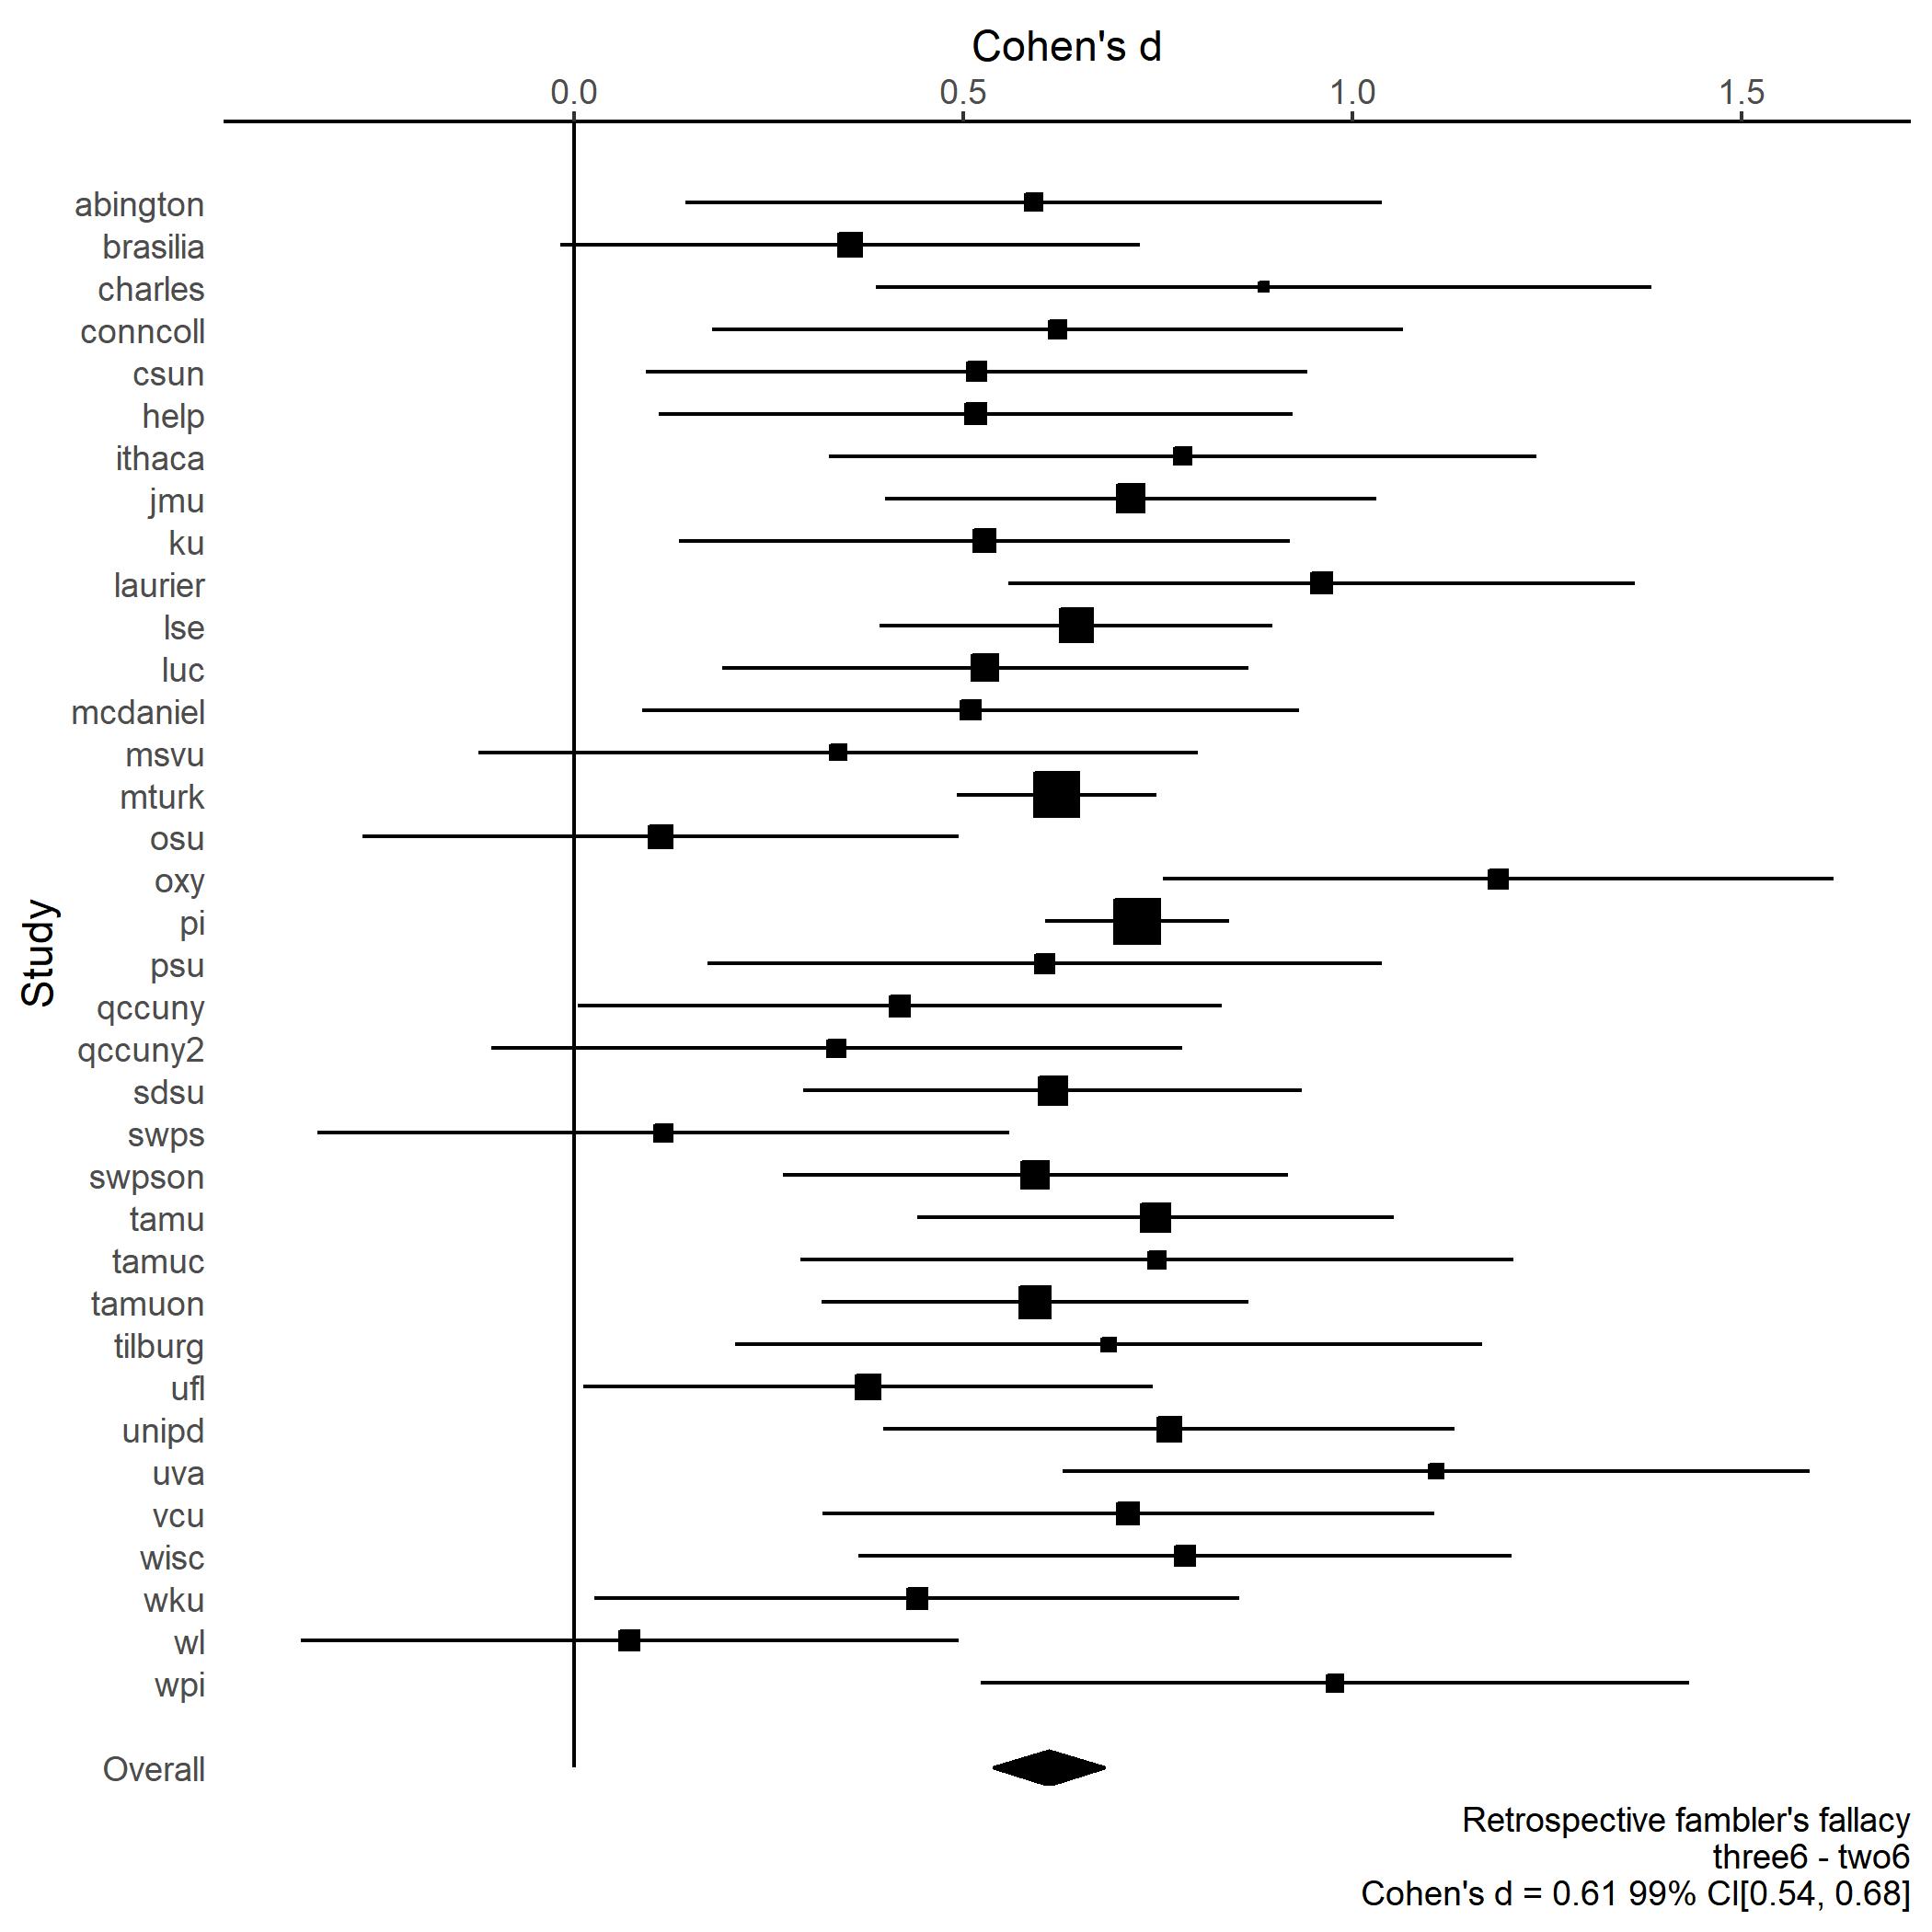 Cohen's d
0.0 0.5 1.0 1.5
Study
abington
brasilia
charles
conncoll
csun
help
ithaca
jmu
ku
laurier
lse
luc
mcdaniel
msvu
mturk
osu
oxy
pi
psu
qccuny
qccuny2
sdsu
swps
swpson
tamu
tamuc
tamuon
tilburg
ufl
unipd
uva
vcu
wisc
wku
wl
wpi
Overall
Retrospective fambler's fallacy
three6 - two6
Cohen's d = 0.61 99% CI[0.54, 0.68]